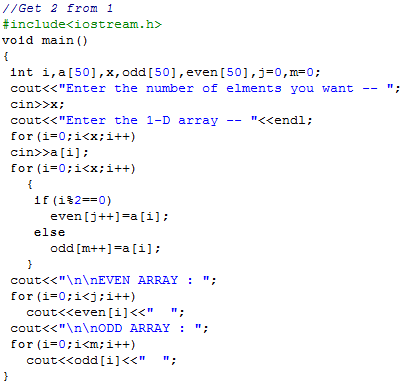 //Get 2 from 1
#include<iostream.h>
void main()
{
int i,a[50],x,odd[50],even[50],j=0,m=0;
cout<<"Enter the number of elments you want -- ";
cin>>x;
cout<<"Enter the 1-D array -- "<<endl;
for(i=0;i<x;i++)
cin>>a[i];
for(i=0;i<x;i++)
{
if(i%2==0)
even[j++]=a[i];
else
odd[m++]=a[i];
}
cout<<"\n\nEVEN ARRAY : ";
for(i=0;i<j;i++)
cout<<even[i]<<"  ";
cout<<"\n\nODD ARRAY : ";
for(i=0;i<m;i++)
cout<<odd[i]<<"  ";
}